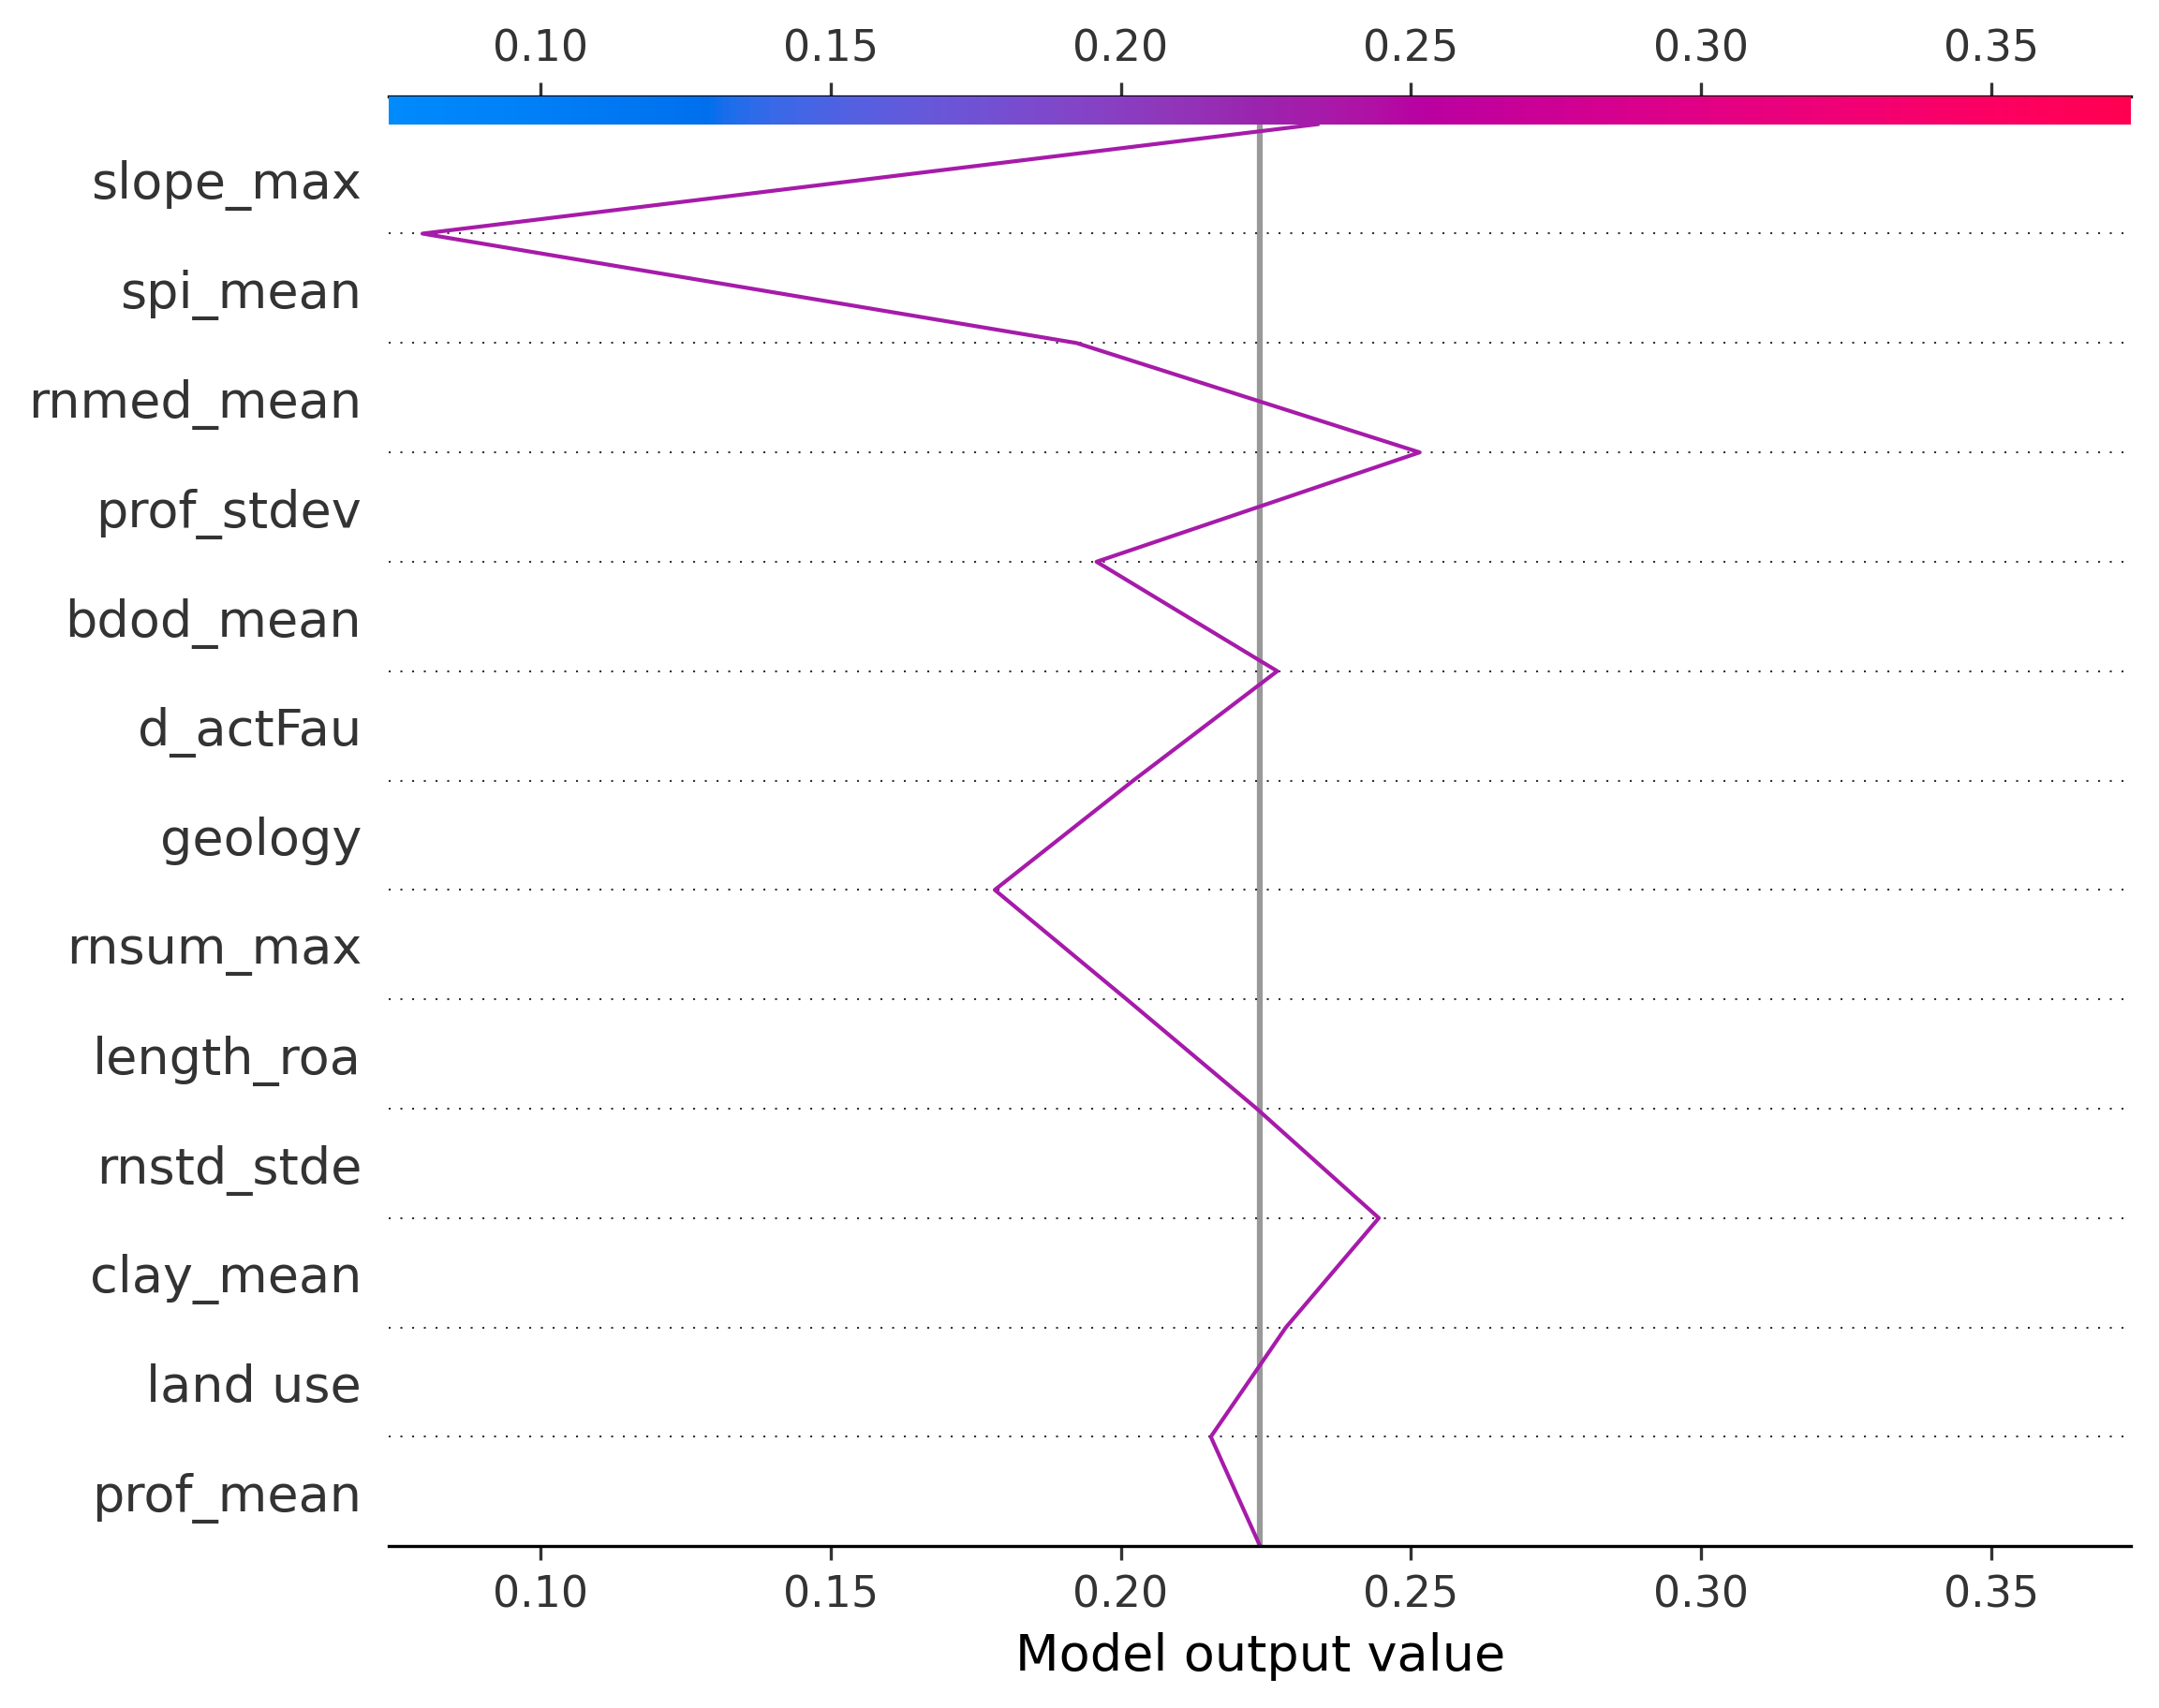 0.10 0.15 0.20 0.25 0.30 0.35
slope_max
spi_mean
rnmed_mean
prof_stdev
bdod_mean
d_actFau
geology
rnsum_max
length_roa
rnstd_stde
clay_mean
land use
prof_mean
0.10 0.15 0.20 0.25 0.30 0.35
Model output value